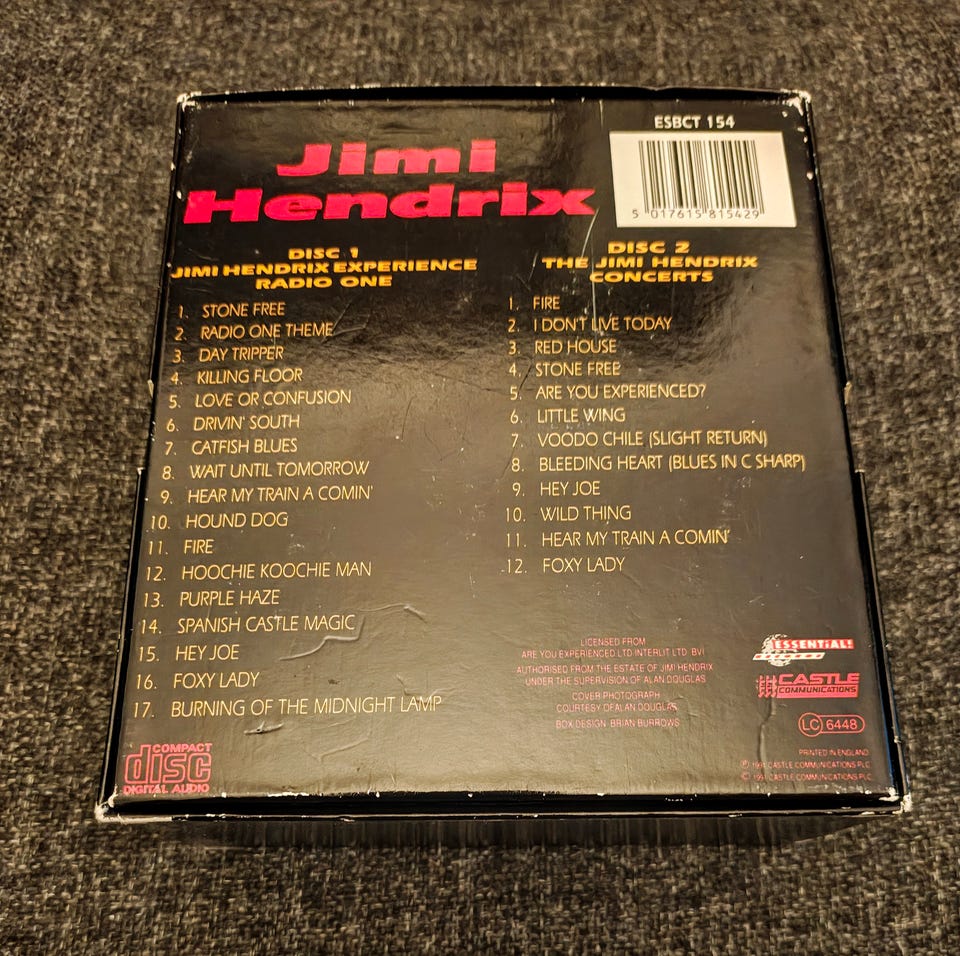 ESBCT 154
5 017615 815429
Jimi
Hendrix
DISC 1
JIMI HENDRIX EXPERIENCE
RADIO ONE
1. STONE FREE
2. RADIO ONE THEME
3. DAY TRIPPER
4. KILLING FLOOR
5. LOVE OR CONFUSION
6. DRIVIN' SOUTH
7. CATFISH BLUES
8. WAIT UNTIL TOMORROW
9. HEAR MY TRAIN A COMIN'
10. HOUND DOG
11. FIRE
12. HOOCHIE KOOCHIE MAN
13. PURPLE HAZE
14. SPANISH CASTLE MAGIC
15. HEY JOE
16. FOXY LADY
17. BURNING OF THE MIDNIGHT LAMP
DISC 2
THE JIMI HENDRIX
CONCERTS
1. FIRE
2. I DON'T LIVE TODAY
3. RED HOUSE
4. STONE FREE
5. ARE YOU EXPERIENCED?
6. LITTLE WING
7. VOODO CHILE (SLIGHT RETURN)
8. BLEEDING HEART (BLUES IN C SHARP)
9. HEY JOE
10. WILD THING
11. HEAR MY TRAIN A COMIN'
12. FOXY LADY
LICENSED FROM
ARE YOU EXPERIENCED LTD INTERLIT LTD BVI
AUTHORISED FROM THE ESTATE OF JIMI HENDRIX
UNDER THE SUPERVISION OF ALAN DOUGLAS
COVER PHOTOGRAPH
COURTESY OF ALAN DOUGLAS
BOX DESIGN BRIAN BURROWS
ESSENTIAL!
CASTLE
COMMUNICATIONS
LC 6448
PRINTED IN ENGLAND
℗ CASTLE COMMUNICATIONS PLC
© CASTLE COMMUNICATIONS PLC
COMPACT
disc
DIGITAL AUDIO